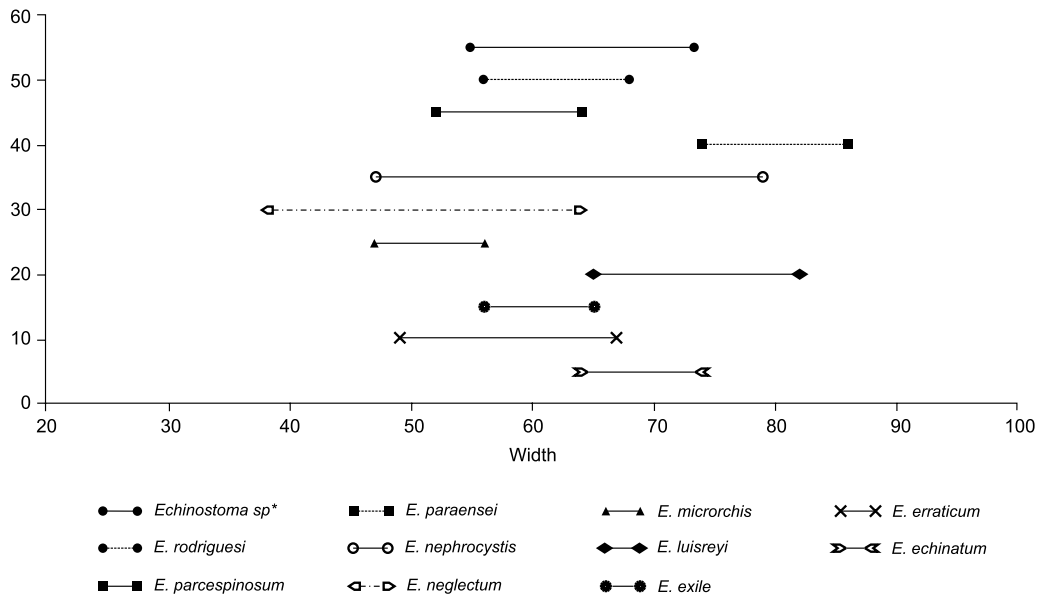 60
50
40
30
20
10
0
20 30 40 50 60 70 80 90 100
Width
Echinostoma sp* E. paraensei E. microrchis E. erraticum
E. rodriguesi E. nephrocystis E. luisreyi E. echinatum
E. parcespinosum E. neglectum E. exile